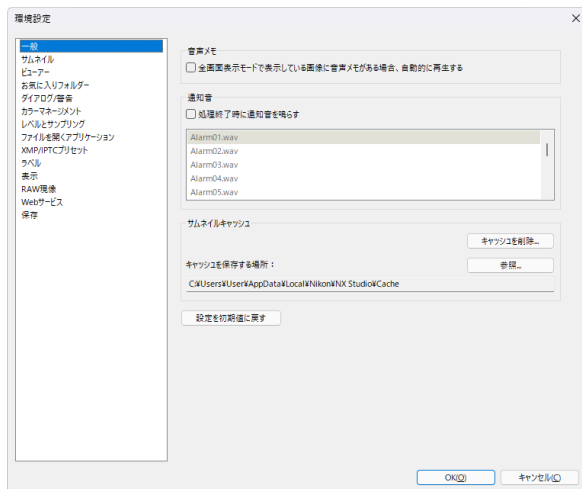 環境設定
一般
サムネイル
ビューアー
お気に入りフォルダー
ダイアログ/警告
カラーマネージメント
レベルとサンプリング
ファイルを開くアプリケーション
XMP/IPTCプリセット
ラベル
表示
RAW現像
Webサービス
保存
音声メモ
全画面表示モードで表示している画像に音声メモがある場合、自動的に再生する
通知音
処理終了時に通知音を鳴らす
Alarm01.wav
Alarm02.wav
Alarm03.wav
Alarm04.wav
Alarm05.wav
サムネイルキャッシュ
キャッシュを削除...
キャッシュを保存する場所：
参照...
C:¥Users¥User¥AppData¥Local¥Nikon¥NX Studio¥Cache
設定を初期値に戻す
OK(O)
キャンセル(C)